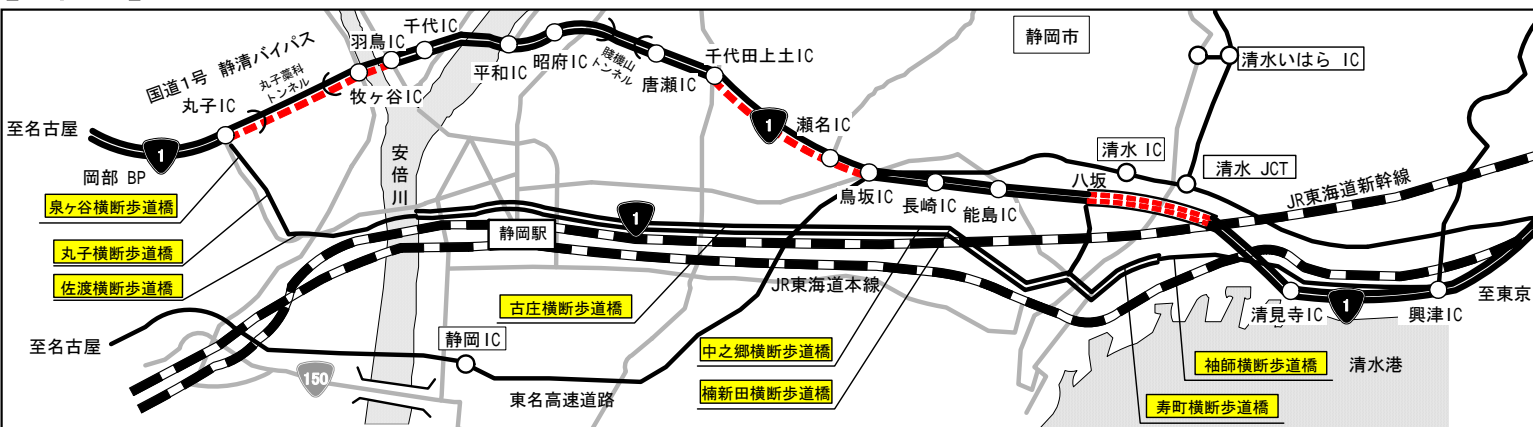 千代IC
羽鳥IC
国道1号 静清バイパス
丸子藁科
トンネル
平和IC
昭府IC
賤機山
トンネル
千代田上土IC
静岡市
清水いはら IC
唐瀬IC
牧ヶ谷IC
丸子IC
至名古屋
1
岡部 BP
1
瀬名IC
清水 IC
清水 JCT
安倍川
八坂
JR東海道新幹線
鳥坂IC
長崎IC
能島IC
泉ヶ谷横断歩道橋
丸子横断歩道橋
佐渡横断歩道橋
静岡駅
1
JR東海道本線
古庄横断歩道橋
至東京
清見寺IC
1
興津IC
至名古屋
静岡 IC
中之郷横断歩道橋
袖師横断歩道橋
清水港
150
東名高速道路
楠新田横断歩道橋
寿町横断歩道橋